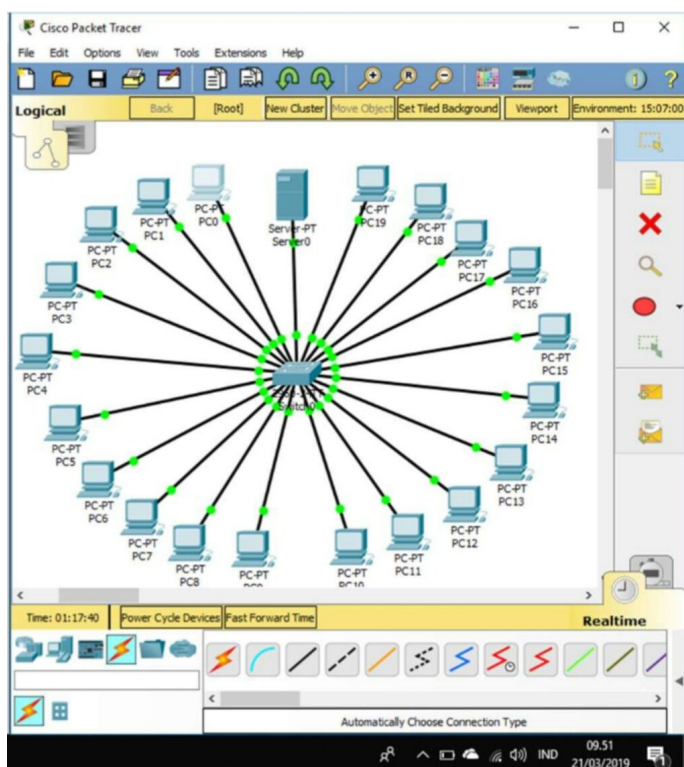 Cisco Packet Tracer
File Edit Options View Tools Extensions Help
Logical Back [Root] New Cluster Move Object Set Tiled Background Viewport Environment: 15:07:00
PC-PT
PC0
PC-PT
PC1
PC-PT
PC2
PC-PT
PC3
PC-PT
PC4
PC-PT
PC5
PC-PT
PC6
PC-PT
PC7
PC-PT
PC8
Server-PT
Server0
PC-PT
PC19
PC-PT
PC18
PC-PT
PC17
PC-PT
PC16
PC-PT
PC15
PC-PT
PC14
PC-PT
PC13
PC-PT
PC12
PC-PT
PC11
PC-PT
PC10
PC-PT
Switch0
Time: 01:17:40 Power Cycle Devices Fast Forward Time
Realtime
Automatically Choose Connection Type
IND
09.51
21/03/2019
1